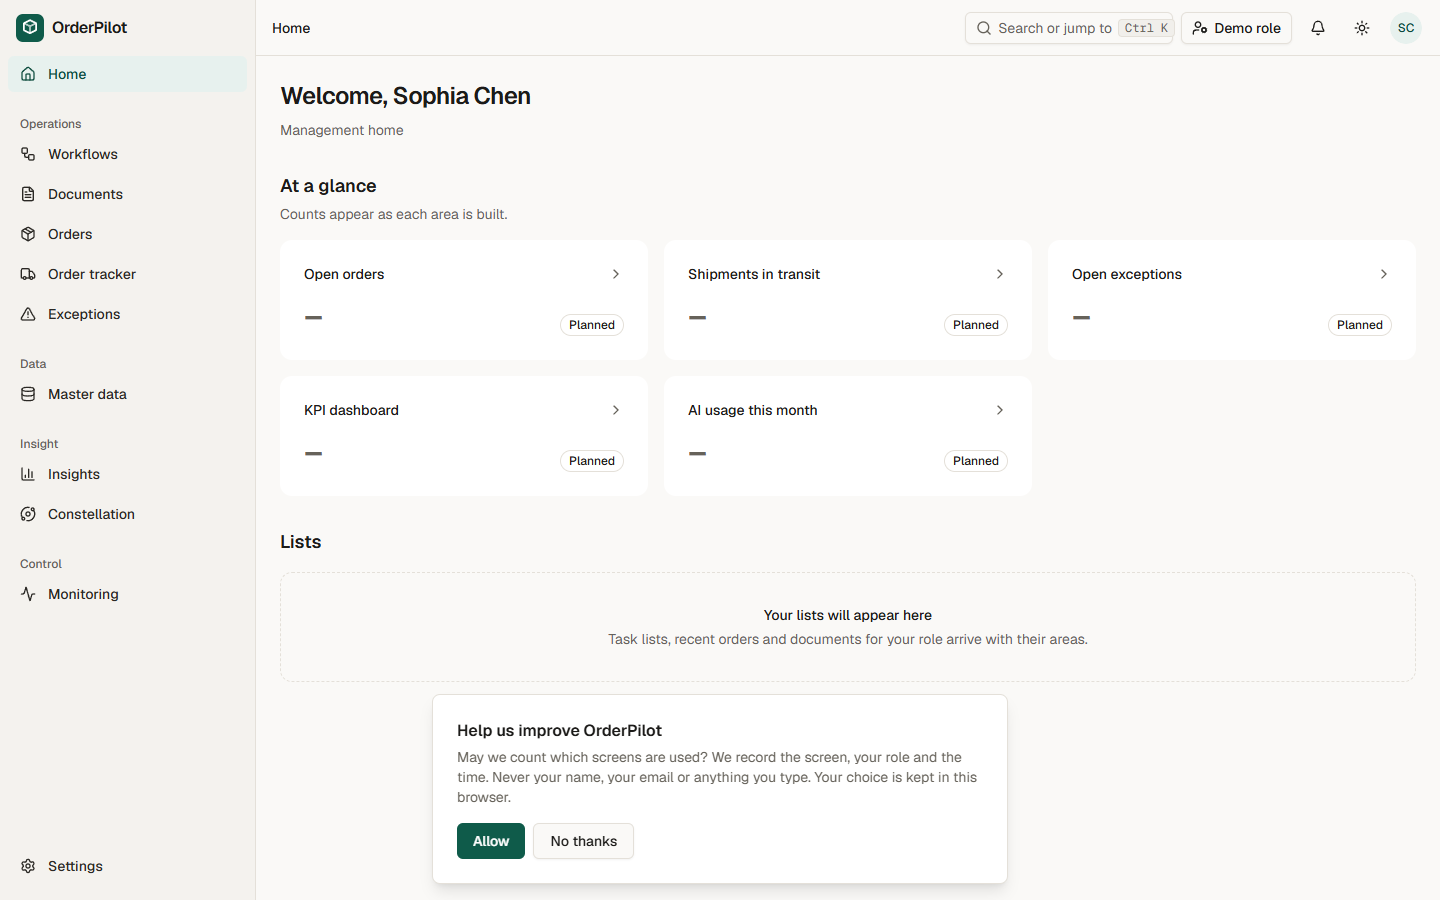 OrderPilot
Home
Search or jump to
Ctrl K
Demo role
SC
Home
Operations
Workflows
Documents
Orders
Order tracker
Exceptions
Data
Master data
Insight
Insights
Constellation
Control
Monitoring
Settings
Welcome, Sophia Chen
Management home
At a glance
Counts appear as each area is built.
Open orders
–
Planned
Shipments in transit
–
Planned
Open exceptions
–
Planned
KPI dashboard
–
Planned
AI usage this month
–
Planned
Lists
Your lists will appear here
Task lists, recent orders and documents for your role arrive with their areas.
Help us improve OrderPilot
May we count which screens are used? We record the screen, your role and the
time. Never your name, your email or anything you type. Your choice is kept in this
browser.
Allow
No thanks